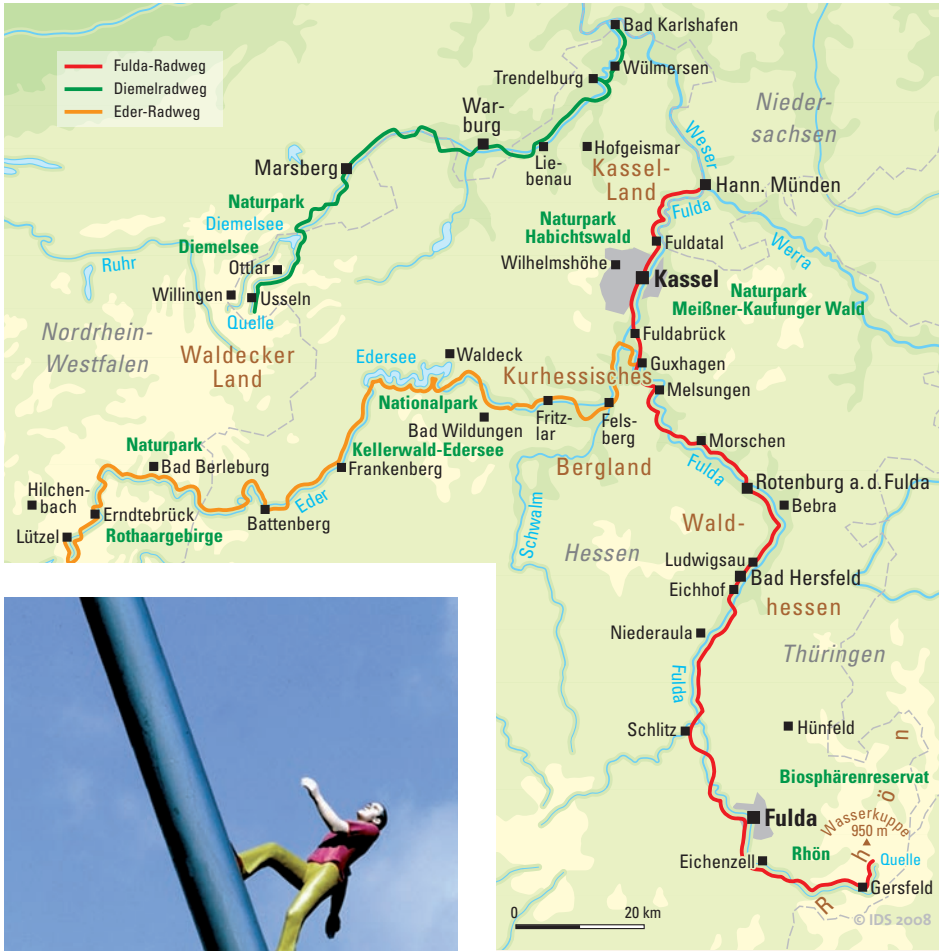 Fulda-Radweg
Diemelradweg
Eder-Radweg
Bad Karlshafen
Trendelburg
Wülmersen
Nieder-
sachsen
War-
burg
Hofgeismar
Lie-
benau
Weser
Kassel-
Land
Marsberg
Hann. Münden
Naturpark
Diemelsee
Diemelsee
Fulda
Naturpark
Habichtswald
Fuldatal
Werra
Ruhr
Ottlar
Wilhelmshöhe
Kassel
Willingen
Usseln
Naturpark
Meißner-Kaufunger Wald
Quelle
Nordrhein-
Westfalen
Waldecker
Land
Fuldabrück
Edersee
Waldeck
Guxhagen
Kurhessisches
Melsungen
Nationalpark
Bad Wildungen
Fritz-
lar
Fels-
berg
Kellerwald-Edersee
Morschen
Naturpark
Bad Berleburg
Frankenberg
Bergland
Fulda
Rotenburg a.d.Fulda
Hilchen-
bach
Eder
Bebra
Erndtebrück
Battenberg
Lützel
Rothaargebirge
Schwalm
Wald-
Hessen
Ludwigsau
Bad Hersfeld
Eichhof
hessen
Niederaula
Thüringen
Fulda
Schlitz
Hünfeld
Biosphärenreservat
Fulda
Wasserkuppe
950 m
Rhön
Eichenzell
Quelle
Gersfeld
R h ö n
0 20 km
© IDS 2008